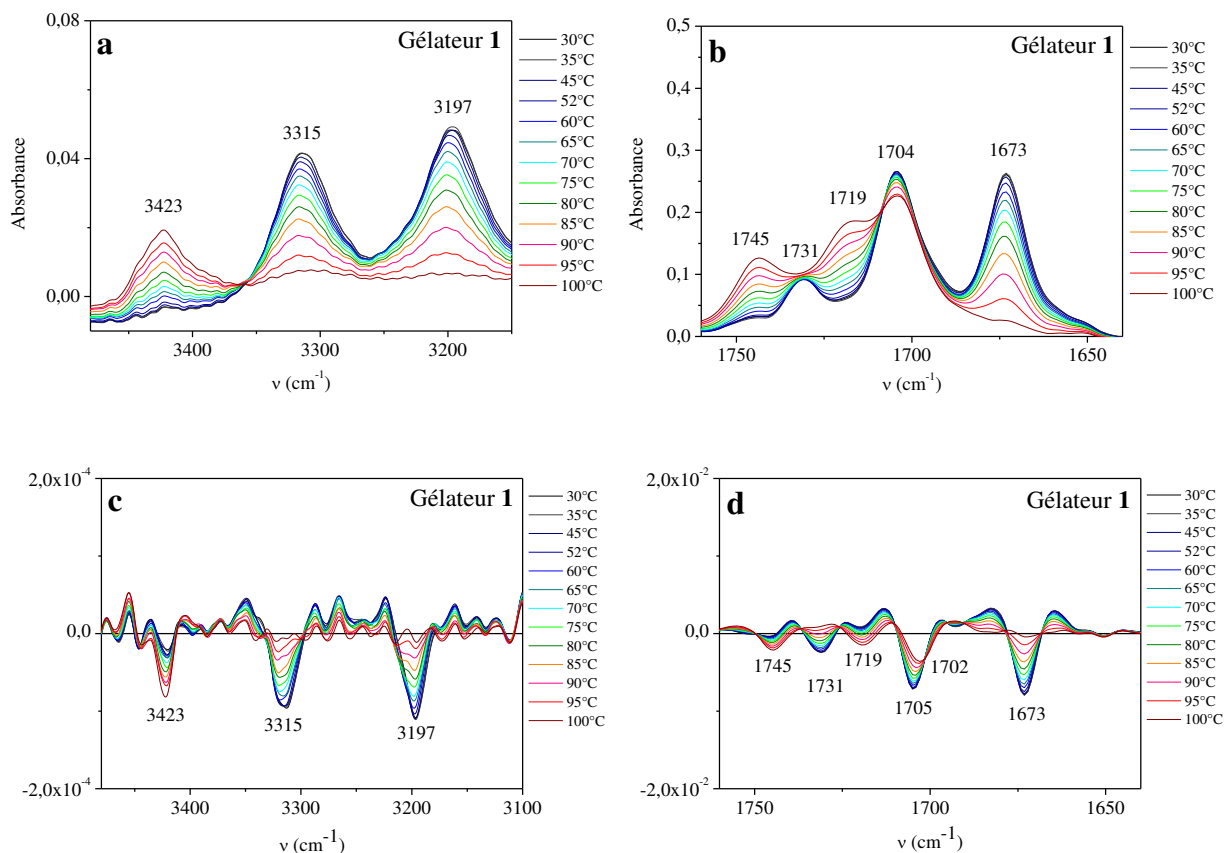 a
Gélateur 1
0,08
0,04
0,00
Absorbance
3423
3315
3197
3400
3300
3200
ν (cm-1)
30°C
35°C
45°C
52°C
60°C
65°C
70°C
75°C
80°C
85°C
90°C
95°C
100°C
b
Gélateur 1
0,5
0,4
0,3
0,2
0,1
0,0
Absorbance
1745
1731
1719
1704
1673
1750
1700
1650
ν (cm-1)
30°C
35°C
45°C
52°C
60°C
65°C
70°C
75°C
80°C
85°C
90°C
95°C
100°C
c
Gélateur 1
2,0x10-4
0,0
-2,0x10-4
3423
3315
3197
3400
3300
3200
3100
ν (cm-1)
30°C
35°C
45°C
52°C
60°C
65°C
70°C
75°C
80°C
85°C
90°C
95°C
100°C
d
Gélateur 1
2,0x10-2
0,0
-2,0x10-2
1745
1731
1719
1705
1702
1673
1750
1700
1650
ν (cm-1)
30°C
35°C
45°C
52°C
60°C
65°C
70°C
75°C
80°C
85°C
90°C
95°C
100°C